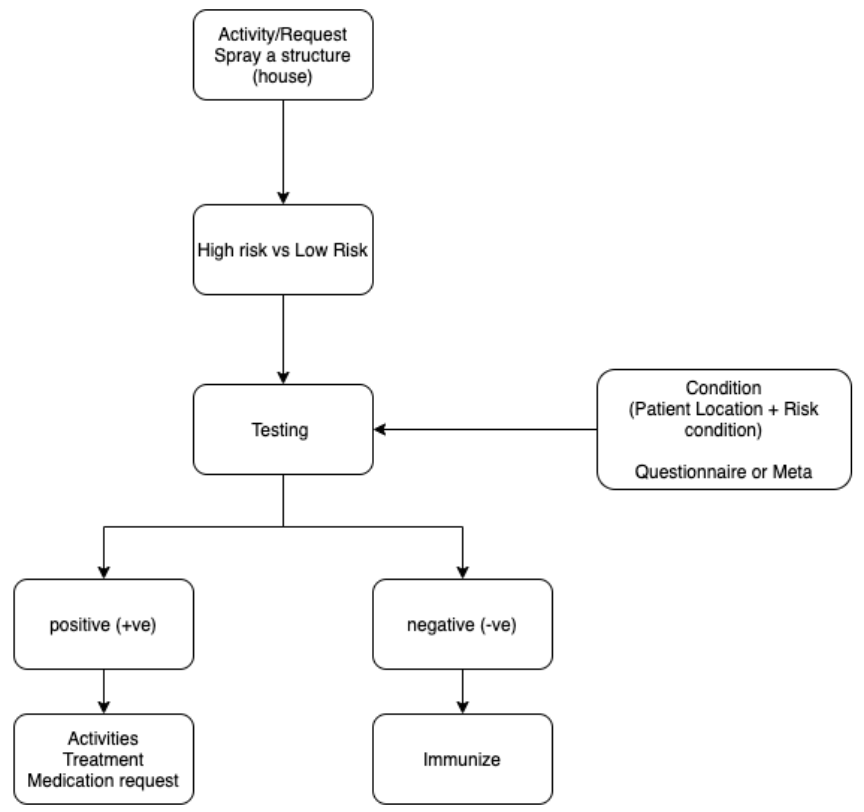 Activity/Request
Spray a structure
(house)
High risk vs Low Risk
Testing
Condition
(Patient Location + Risk
condition)
Questionnaire or Meta
positive (+ve)
negative (-ve)
Activities
Treatment
Medication request
Immunize